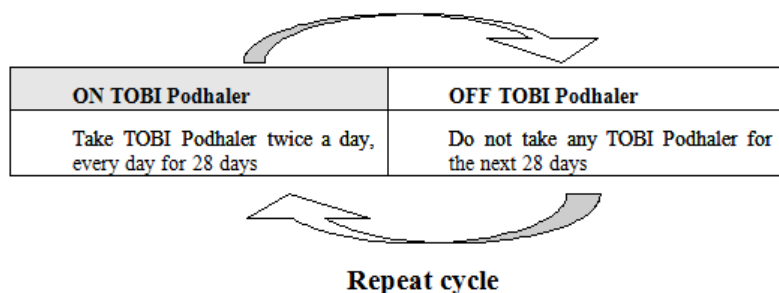 ON TOBI Podhaler
OFF TOBI Podhaler
Take TOBI Podhaler twice a day,
every day for 28 days
Do not take any TOBI Podhaler for
the next 28 days
Repeat cycle